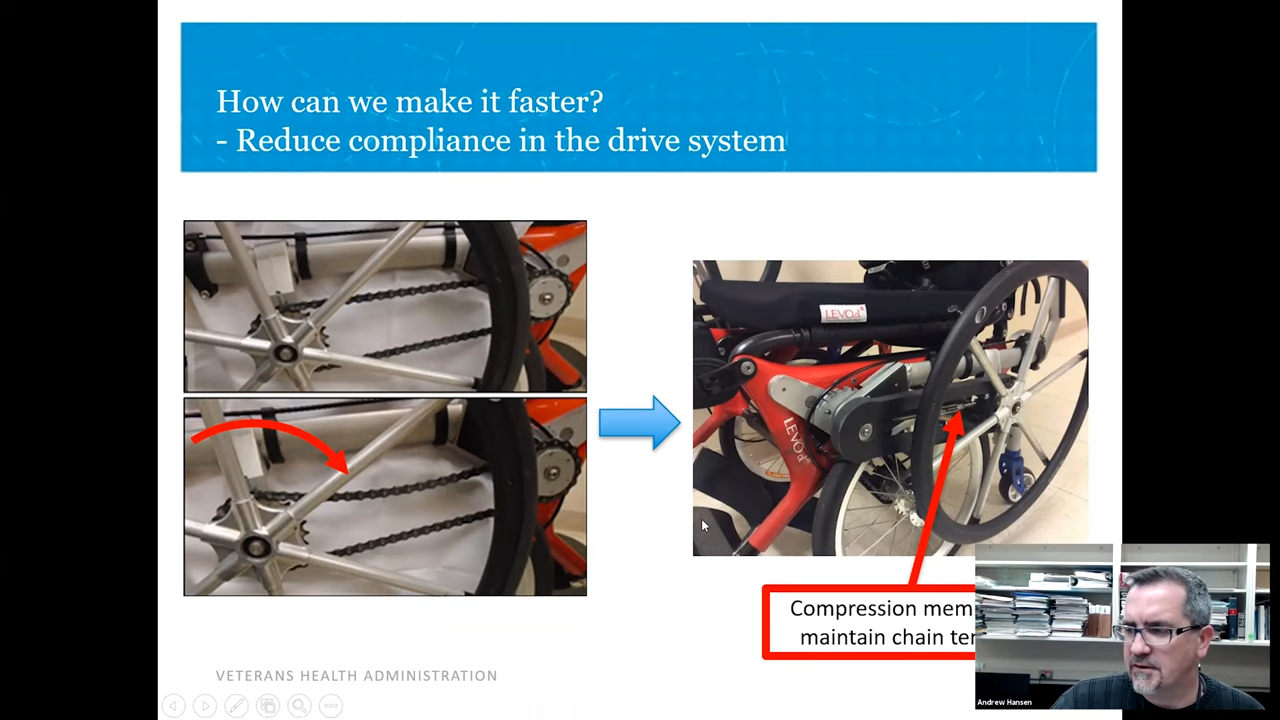 How can we make it faster?
- Reduce compliance in the drive system
LEVO
LEVO
Compression mem
maintain chain ten
VETERANS HEALTH ADMINISTRATION
Andrew Hansen